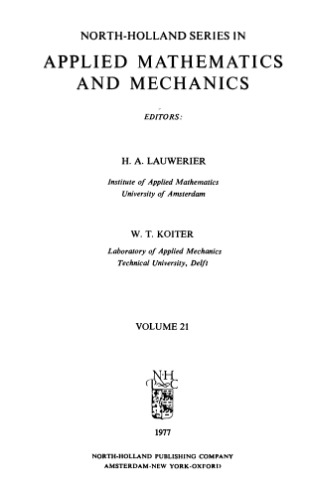 NORTH-HOLLAND SERIES IN
APPLIED MATHEMATICS
AND MECHANICS
EDITORS:
H. A. LAUWERIER
Institute of Applied Mathematics
University of Amsterdam
W. T. KOITER
Laboratory of Applied Mechanics
Technical University, Delft
VOLUME 21
N·H
P C
1977
NORTH-HOLLAND PUBLISHING COMPANY
AMSTERDAM-NEW YORK-OXFORD